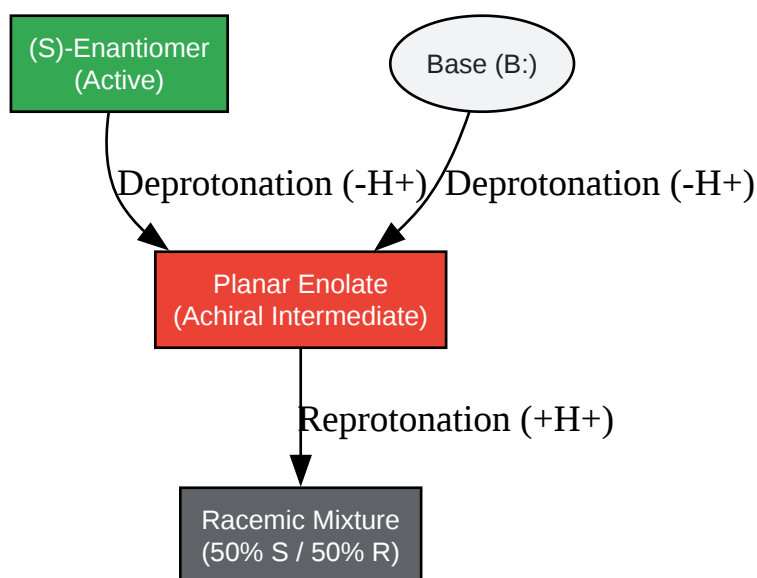 (S)-Enantiomer
(Active)
Base (B:)
Deprotonation (-H+)
Deprotonation (-H+)
Planar Enolate
(Achiral Intermediate)
Reprotonation (+H+)
Racemic Mixture
(50% S / 50% R)